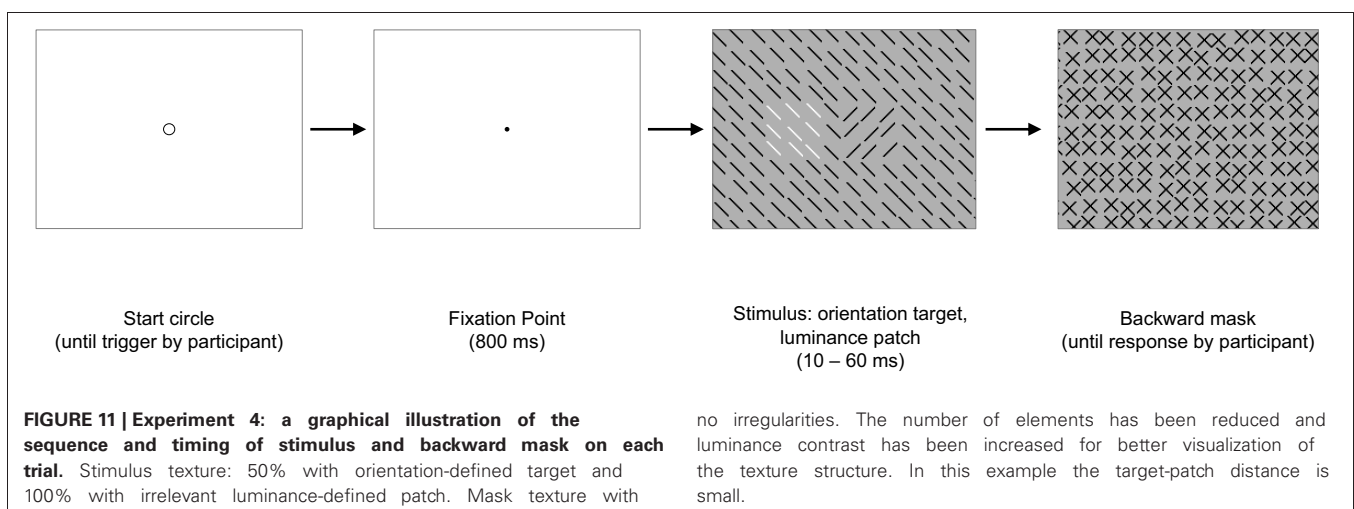 Start circle
(until trigger by participant)
Fixation Point
(800 ms)
Stimulus: orientation target,
luminance patch
(10 – 60 ms)
Backward mask
(until response by participant)
FIGURE 11 | Experiment 4: a graphical illustration of the
sequence and timing of stimulus and backward mask on each
trial. Stimulus texture: 50% with orientation-defined target and
100% with irrelevant luminance-defined patch. Mask texture with
no irregularities. The number of elements has been reduced and
luminance contrast has been increased for better visualization of
the texture structure. In this example the target-patch distance is
small.